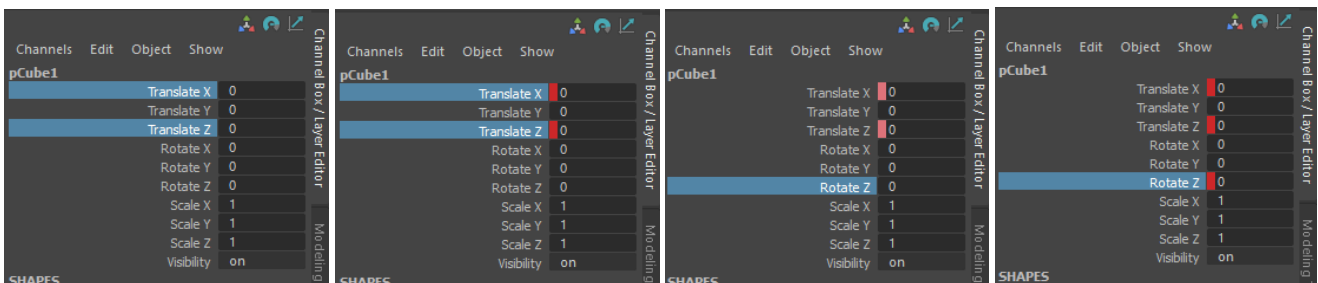 Channels Edit Object Show
pCube1
Translate X 0
Translate Y 0
Translate Z 0
Rotate X 0
Rotate Y 0
Rotate Z 0
Scale X 1
Scale Y 1
Scale Z 1
Visibility on
SHAPES
Channel Box / Layer Editor
Modeling
Channels Edit Object Show
pCube1
Translate X 0
Translate Y 0
Translate Z 0
Rotate X 0
Rotate Y 0
Rotate Z 0
Scale X 1
Scale Y 1
Scale Z 1
Visibility on
SHAPES
Channel Box / Layer Editor
Modeling
Channels Edit Object Show
pCube1
Translate X 0
Translate Y 0
Translate Z 0
Rotate X 0
Rotate Y 0
Rotate Z 0
Scale X 1
Scale Y 1
Scale Z 1
Visibility on
SHAPES
Channel Box / Layer Editor
Modeling
Channels Edit Object Show
pCube1
Translate X 0
Translate Y 0
Translate Z 0
Rotate X 0
Rotate Y 0
Rotate Z 0
Scale X 1
Scale Y 1
Scale Z 1
Visibility on
SHAPES
Channel Box / Layer Editor
Modeling